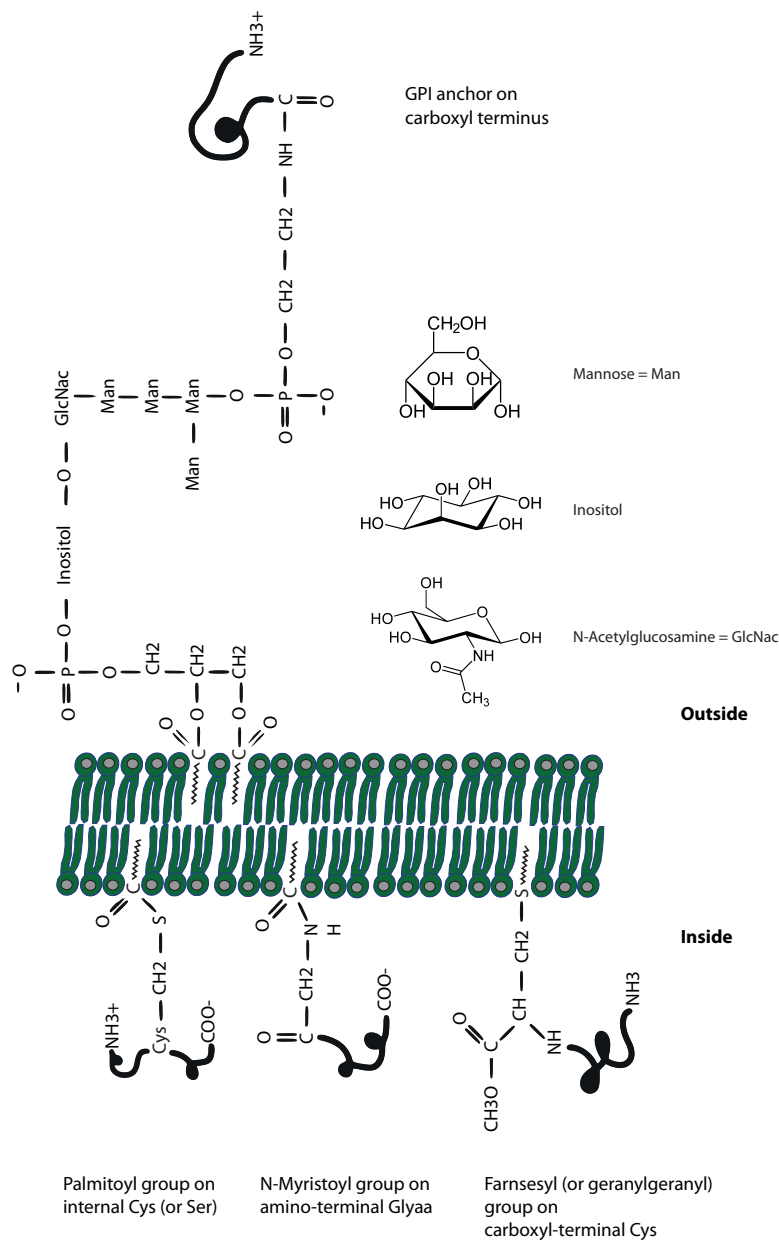 NH3+
C
O
GPI anchor on
carboxyl terminus
NH
CH2
CH2
O
CH2OH
O
OH
OH
OH
OH
Mannose = Man
GlcNac
Man
Man
Man
O
P
O
-
O
Man
O
OH
OH
HO
OH
HO
OH
Inositol
Inositol
OH
HO
O
HO
OH
NH
O
CH3
N-Acetylglucosamine = GlcNac
O
-
O
P
O
O
CH2
CH2
CH2
O
O
O
O
C
C
Outside
C
O
S
CH2
Cys
NH3+
COO-
C
O
N
H
CH2
C
O
COO-
S
Inside
CH2
CH
NH
C
O
CH3O
NH3
Palmitoyl group on
internal Cys (or Ser)
N-Myristoyl group on
amino-terminal Glyaa
Farnsesyl (or geranylgeranyl)
group on
carboxyl-terminal Cys